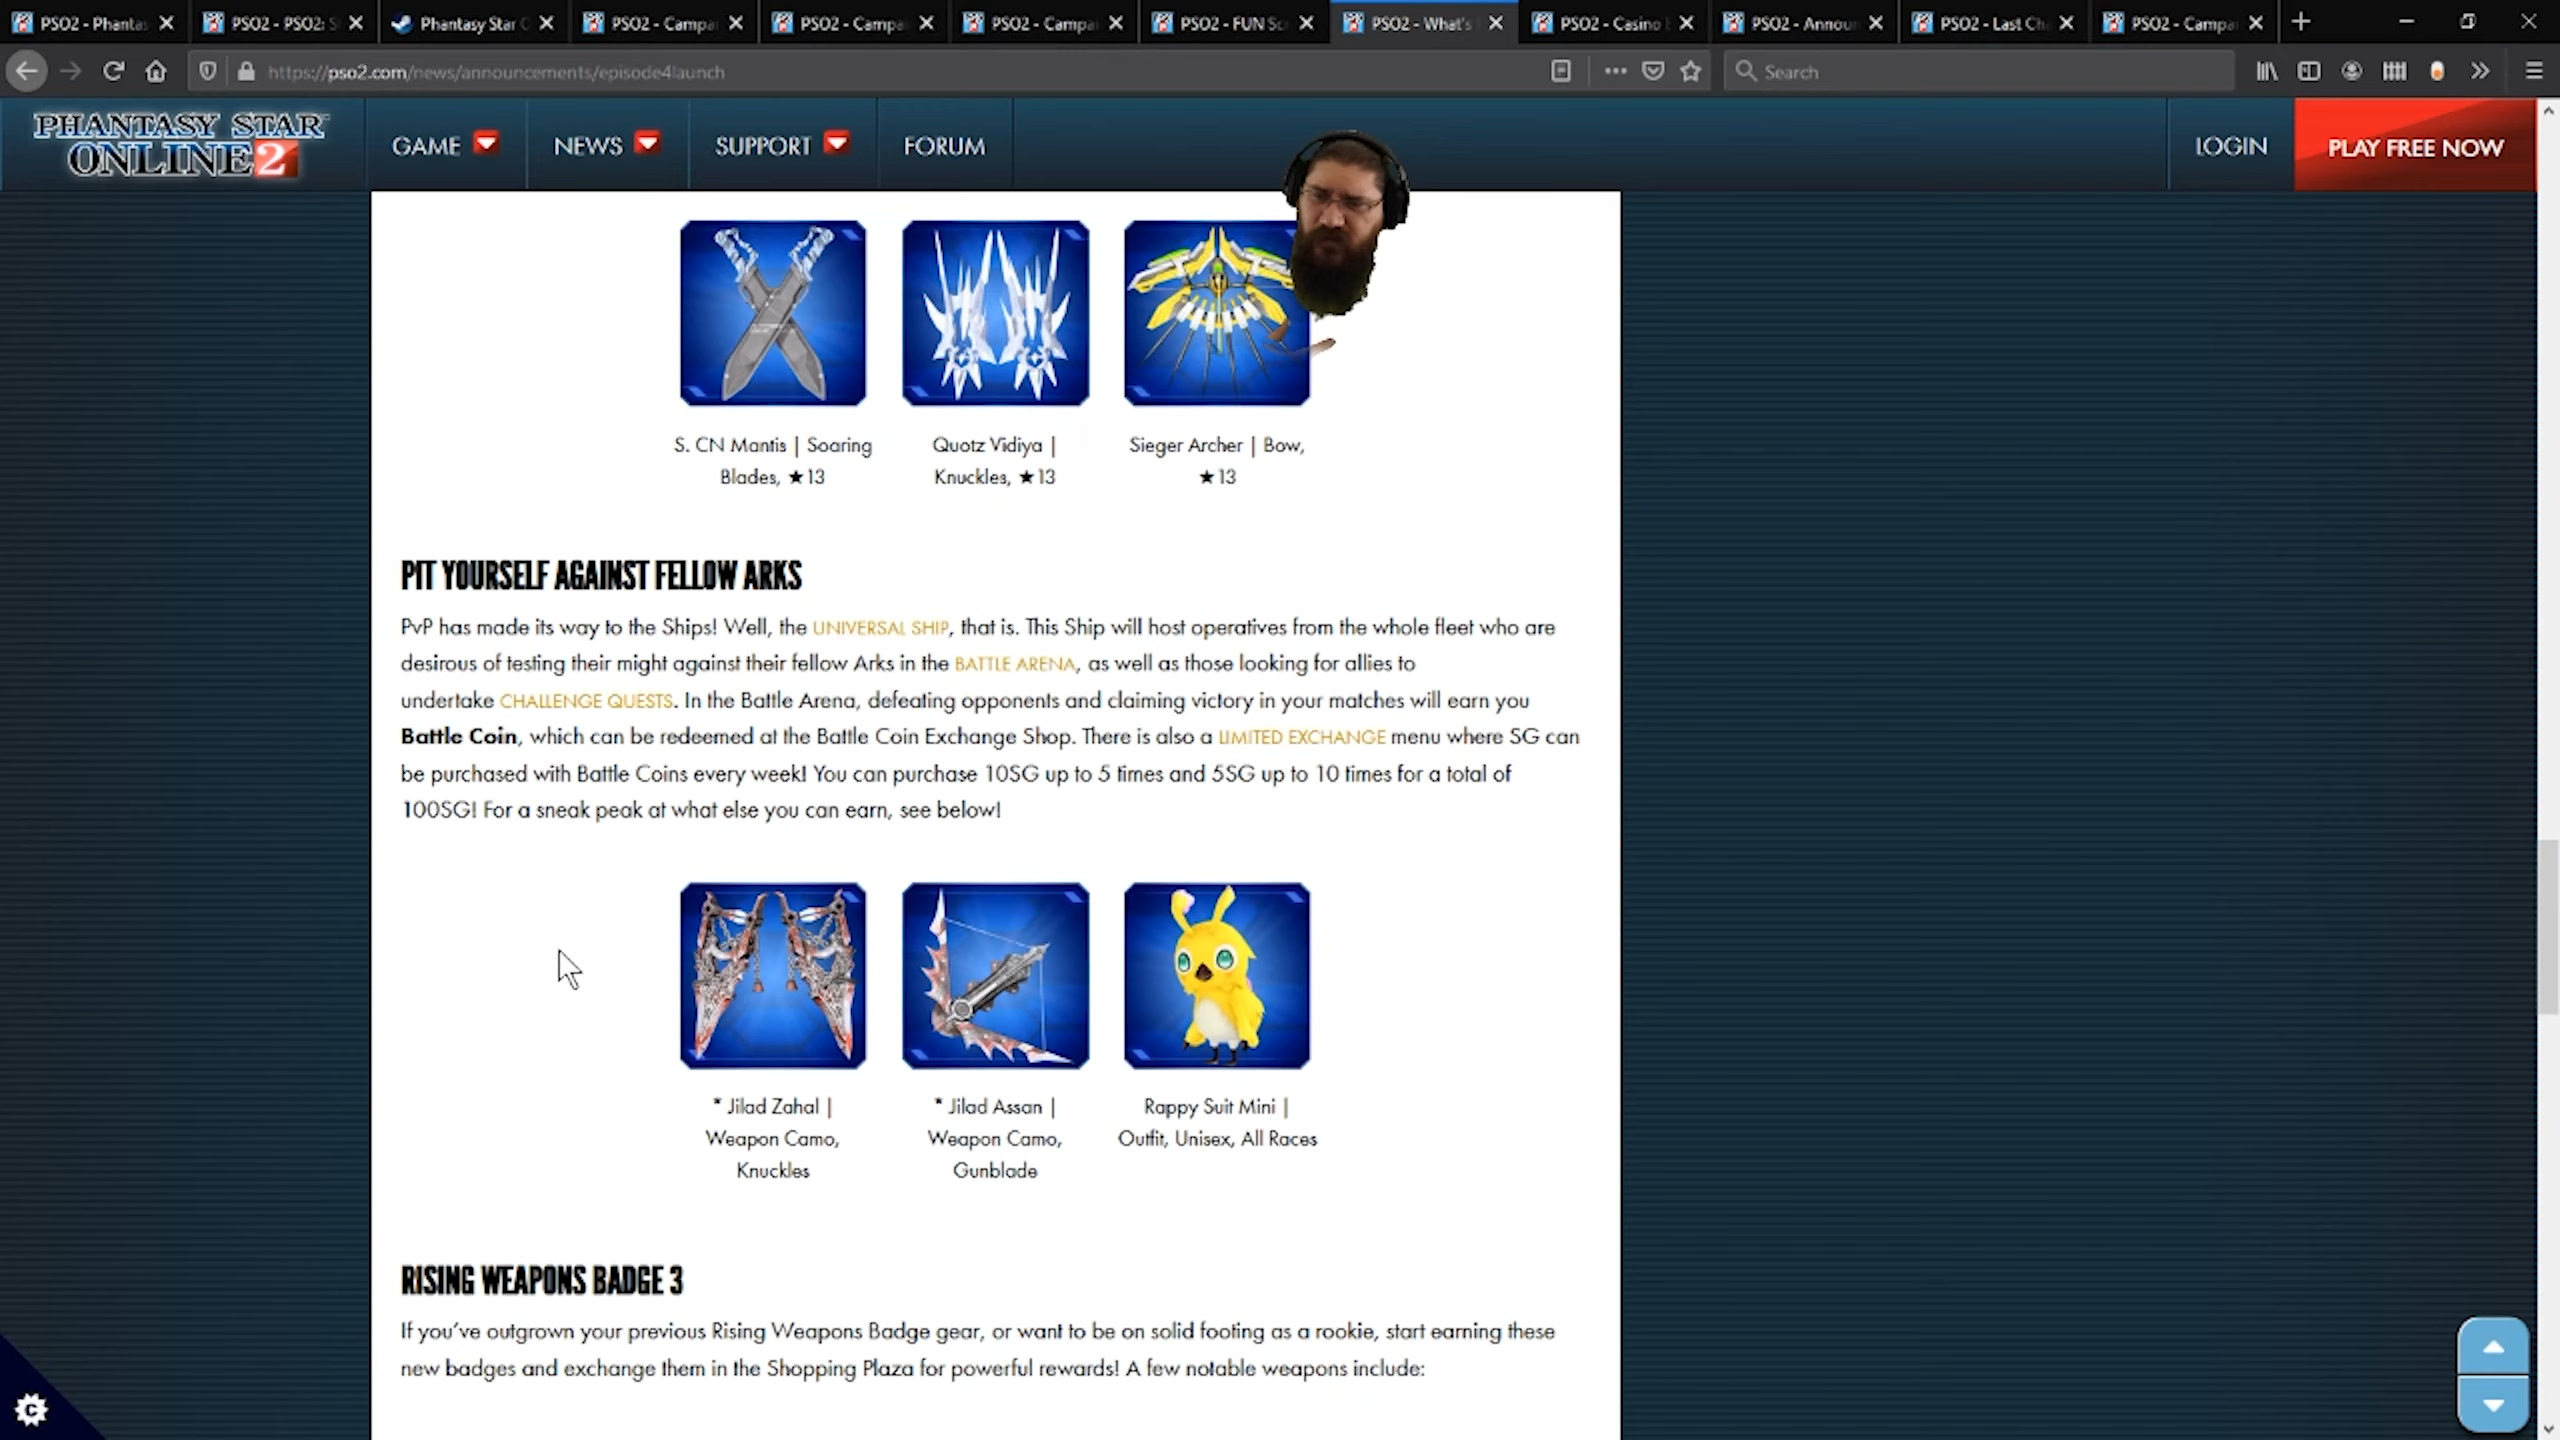 PSO2 - Phantas
PSO2 - PSO2: S
Phantasy Star O
PSO2 - Campai
PSO2 - Campai
PSO2 - Campai
PSO2 - FUN Scr
PSO2 - What's
PSO2 - Casino
PSO2 - Announ
PSO2 - Last Cha
PSO2 - Campai
https://pso2.com/news/announcements/episode4launch
Search
PHANTASY STAR
ONLINE 2
GAME
NEWS
SUPPORT
FORUM
LOGIN
PLAY FREE NOW
S. CN Mantis | Soaring
Blades, ★13
Quotz Vidiya |
Knuckles, ★13
Sieger Archer | Bow,
★13
PIT YOURSELF AGAINST FELLOW ARKS
PvP has made its way to the Ships! Well, the UNIVERSAL SHIP, that is. This Ship will host operatives from the whole fleet who are
desirous of testing their might against their fellow Arks in the BATTLE ARENA, as well as those looking for allies to
undertake CHALLENGE QUESTS. In the Battle Arena, defeating opponents and claiming victory in your matches will earn you
Battle Coin, which can be redeemed at the Battle Coin Exchange Shop. There is also a LIMITED EXCHANGE menu where SG can
be purchased with Battle Coins every week! You can purchase 10SG up to 5 times and 5SG up to 10 times for a total of
100SG! For a sneak peak at what else you can earn, see below!
* Jilad Zahal |
Weapon Camo,
Knuckles
* Jilad Assan |
Weapon Camo,
Gunblade
Rappy Suit Mini |
Outfit, Unisex, All Races
RISING WEAPONS BADGE 3
If you've outgrown your previous Rising Weapons Badge gear, or want to be on solid footing as a rookie, start earning these
new badges and exchange them in the Shopping Plaza for powerful rewards! A few notable weapons include: